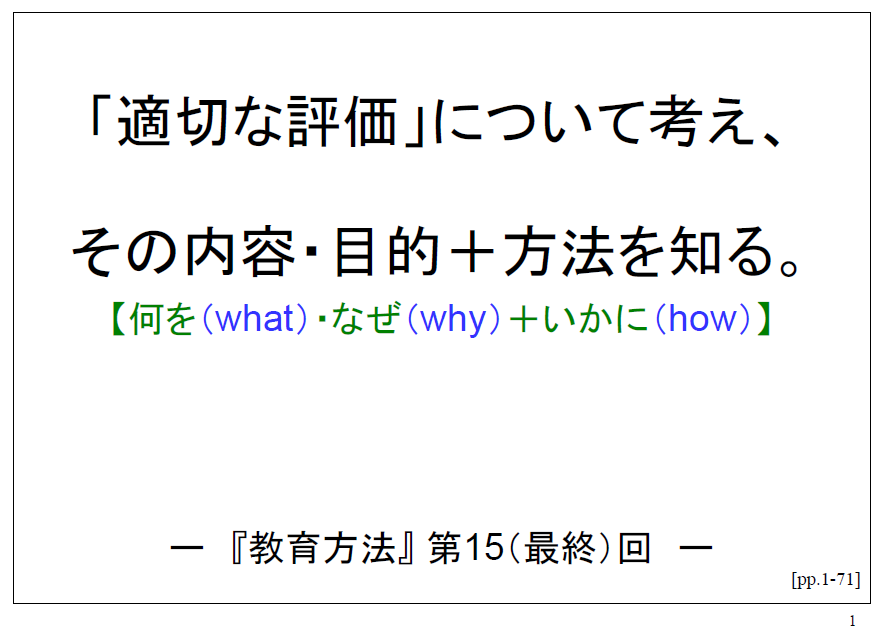 「適切な評価」について考え、
その内容・目的＋方法を知る。
【何を（what）・なぜ（why）＋いかに（how）】
― 『教育方法』 第15（最終）回 ―
[pp.1-71]
1